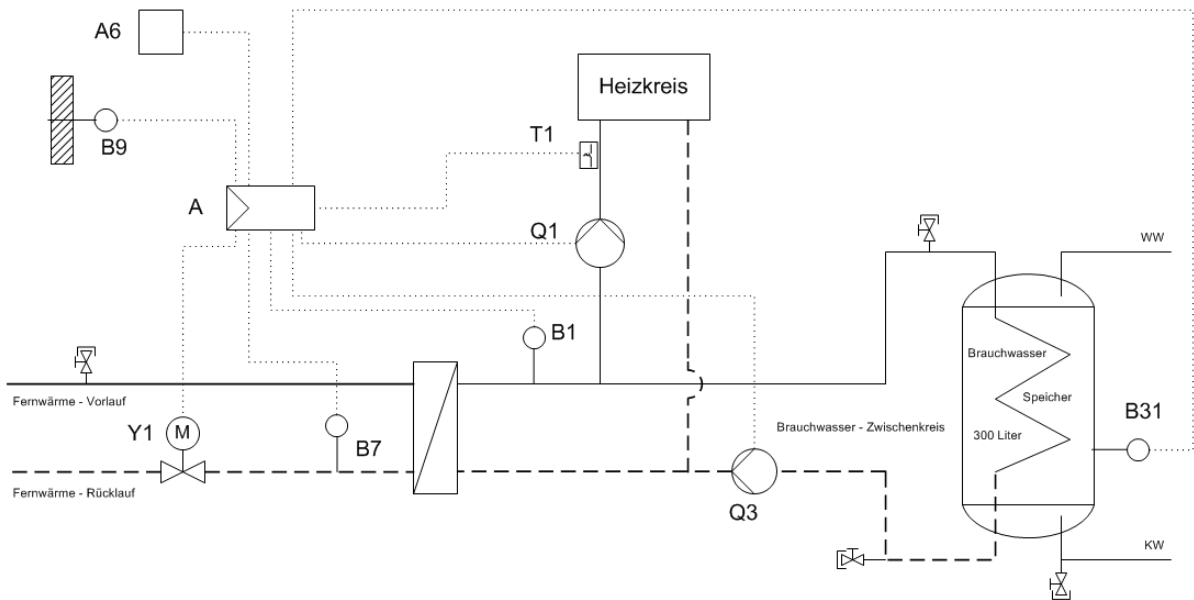 A6
Heizkreis
T1
B9
A
Q1
WW
B1
Brauchwasser
Fernwärme - Vorlauf
Speicher
B31
Y1
M
B7
Brauchwasser - Zwischenkreis
300 Liter
Fernwärme - Rücklauf
Q3
KW